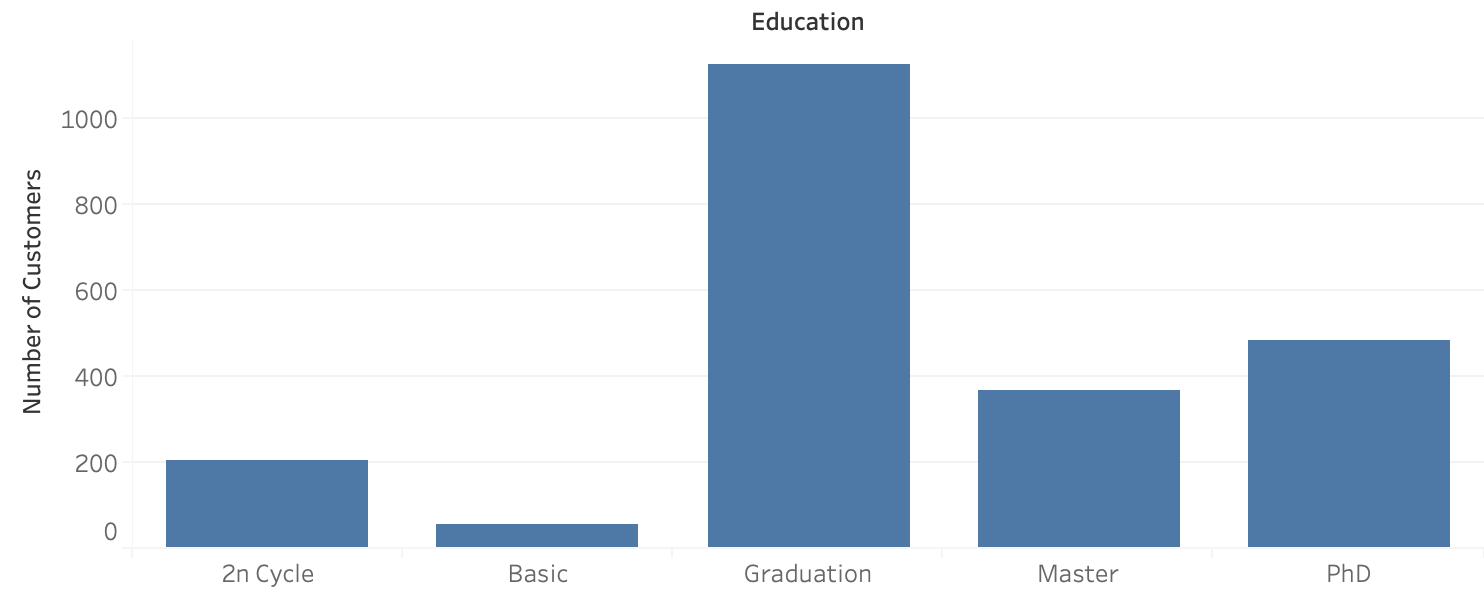 Education
Number of Customers
1000
800
600
400
200
0
2n Cycle
Basic
Graduation
Master
PhD